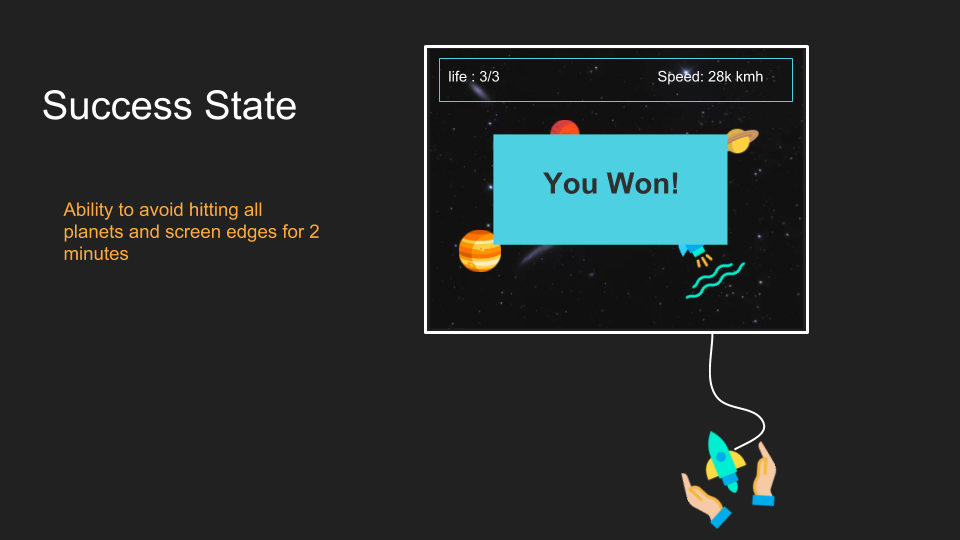 Success State
Ability to avoid hitting all
planets and screen edges for 2
minutes
life : 3/3
Speed: 28k kmh
You Won!